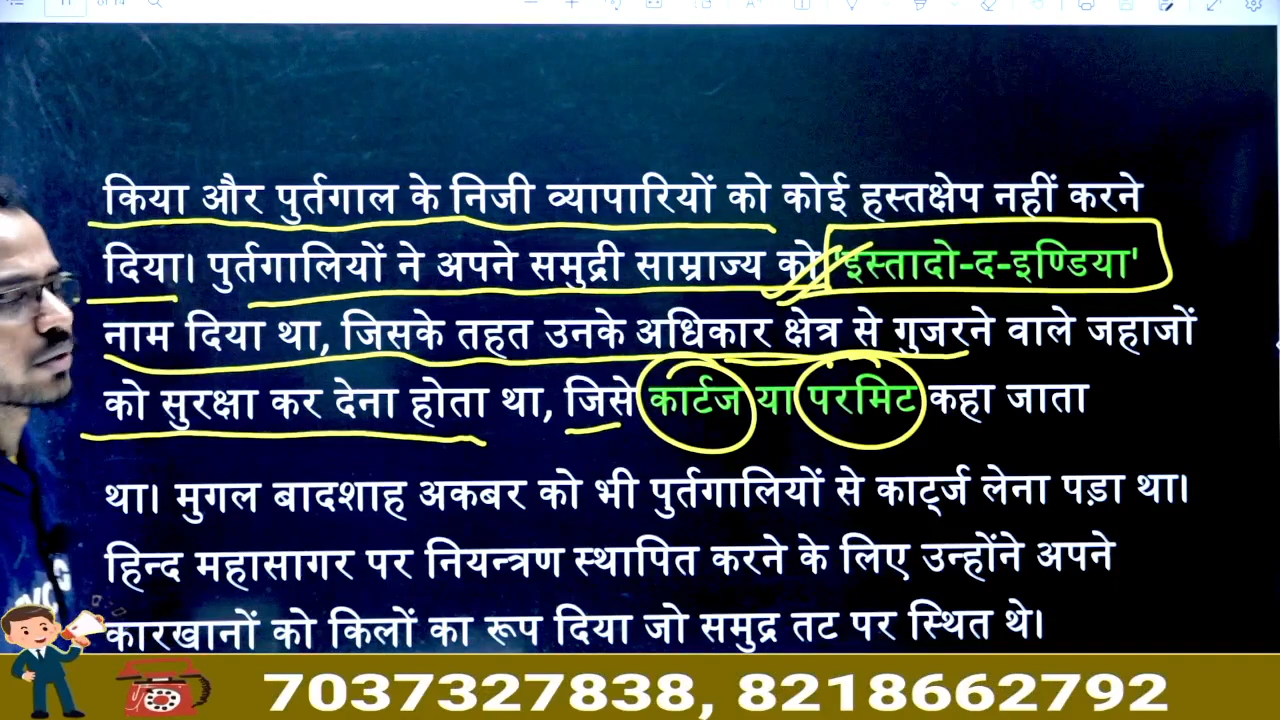 किया और पुर्तगाल के निजी व्यापारियों को कोई हस्तक्षेप नहीं करने
दिया। पुर्तगालियों ने अपने समुद्री साम्राज्य को 'इस्तादो-द-इण्डिया'
नाम दिया था, जिसके तहत उनके अधिकार क्षेत्र से गुजरने वाले जहाजों
को सुरक्षा कर देना होता था, जिसे कार्टज या परमिट कहा जाता
था। मुगल बादशाह अकबर को भी पुर्तगालियों से कार्ट्ज लेना पड़ा था।
हिन्द महासागर पर नियन्त्रण स्थापित करने के लिए उन्होंने अपने
कारखानों को किलों का रूप दिया जो समुद्र तट पर स्थित थे।
7037327838, 8218662792